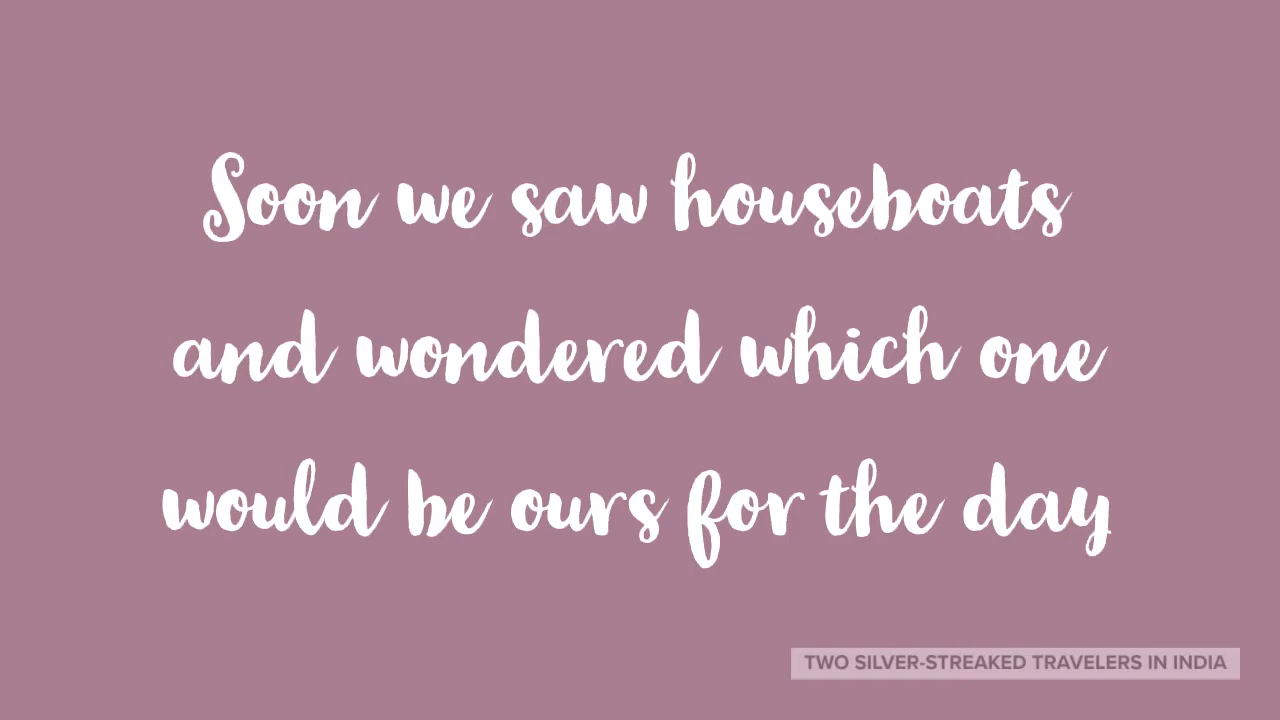 Soon we saw houseboats
and wondered which one
would be ours for the day
TWO SILVER-STREAKED TRAVELERS IN INDIA